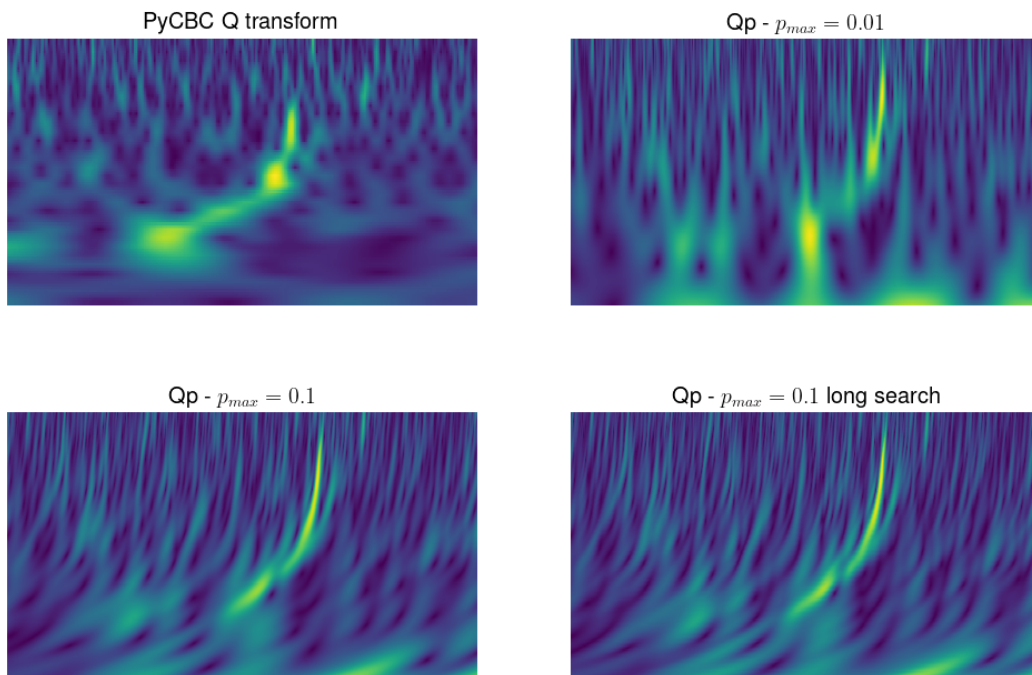 PyCBC Q transform
Qp - $p_{max} = 0.01$
Qp - $p_{max} = 0.1$
Qp - $p_{max} = 0.1$ long search